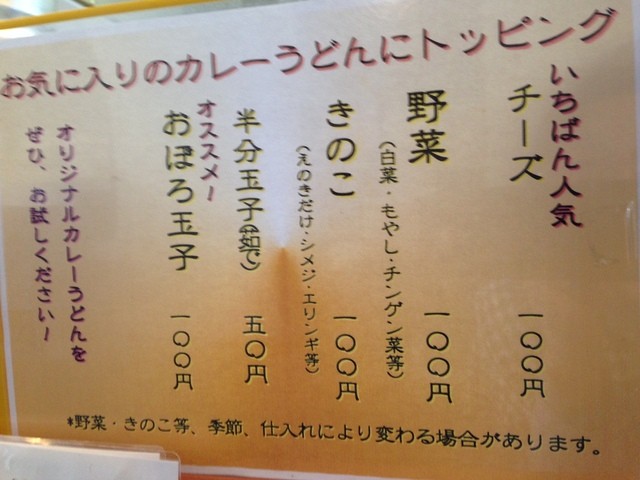 お気に入りのカレーうどんにトッピング
いちばん人気
チーズ 一〇〇円
野菜 一〇〇円
(白菜・もやし・チンゲン菜等)
きのこ 一〇〇円
(えのきだけ・シメジ・エリンギ等)
半分玉子(茹で) 五〇円
オススメー
おぼろ玉子 一〇〇円
オリジナルカレーうどんを
ぜひ、お試しください!
*野菜・きのこ等、季節、仕入れにより変わる場合があります。